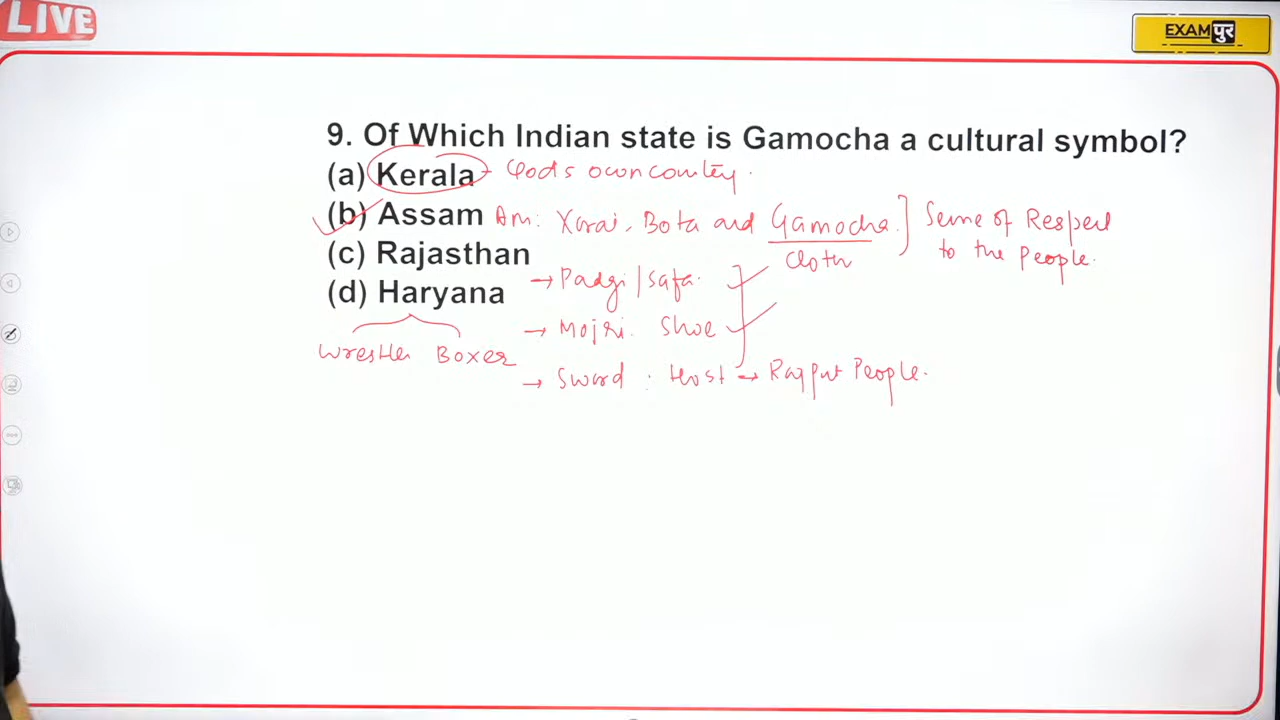 LIVE
EXAMपुर
9. Of Which Indian state is Gamocha a cultural symbol?
(a) Kerala - God's own country.
(b) Assam Am: Xorai, Bota and Gamocha.] Sense of Respect
cloth to the People.
(c) Rajasthan
→ Padgi/Safa.
(d) Haryana
→ Mojri. Shoe
Wrestler Boxer
→ Sword : → Rajput People.